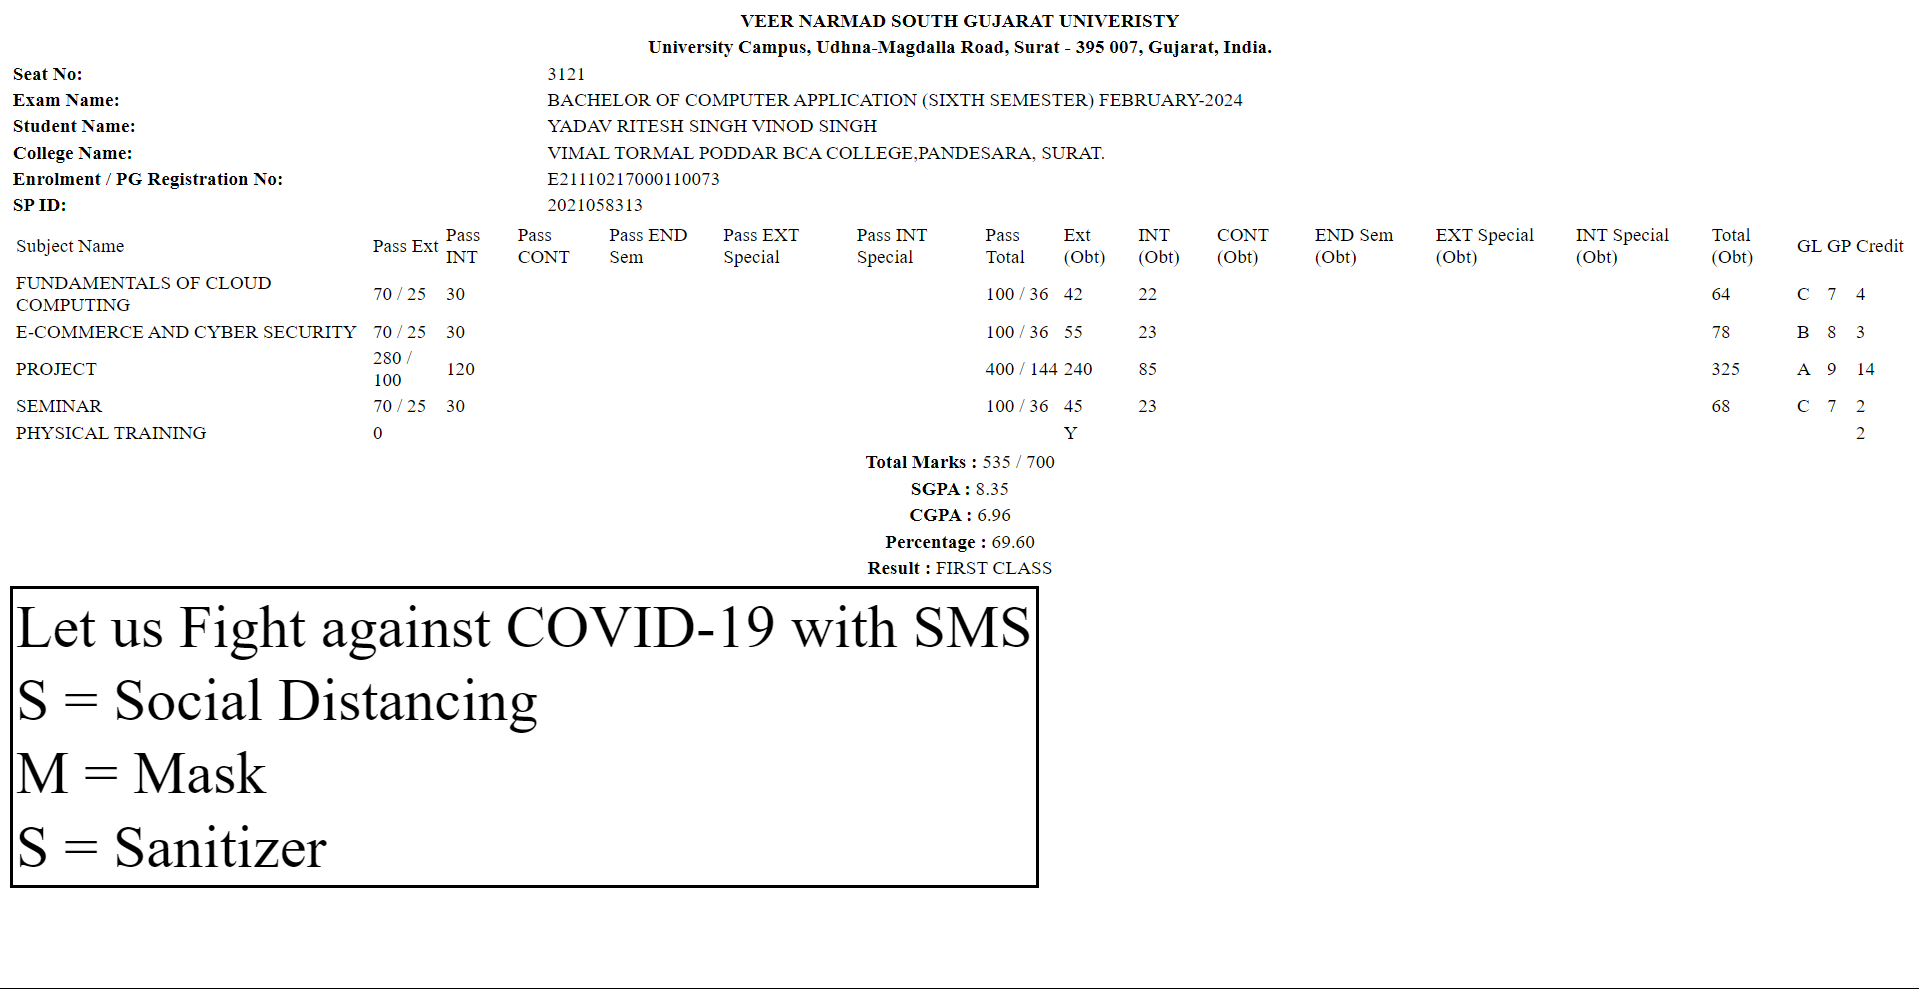 VEER NARMAD SOUTH GUJARAT UNIVERISTY
University Campus, Udhna-Magdalla Road, Surat - 395 007, Gujarat, India.
Seat No: 3121
Exam Name: BACHELOR OF COMPUTER APPLICATION (SIXTH SEMESTER) FEBRUARY-2024
Student Name: YADAV RITESH SINGH VINOD SINGH
College Name: VIMAL TORMAL PODDAR BCA COLLEGE,PANDESARA, SURAT.
Enrolment / PG Registration No: E21110217000110073
SP ID: 2021058313
Subject Name Pass Ext Pass INT Pass CONT Pass END Sem Pass EXT Special Pass INT Special Pass Total Ext (Obt) INT (Obt) CONT (Obt) END Sem (Obt) EXT Special (Obt) INT Special (Obt) Total (Obt) GL GP Credit
FUNDAMENTALS OF CLOUD COMPUTING 70 / 25 30 100 / 36 42 22 64 C 7 4
E-COMMERCE AND CYBER SECURITY 70 / 25 30 100 / 36 55 23 78 B 8 3
PROJECT 280 / 100 120 400 / 144 240 85 325 A 9 14
SEMINAR 70 / 25 30 100 / 36 45 23 68 C 7 2
PHYSICAL TRAINING 0 Y 2
Total Marks : 535 / 700
SGPA : 8.35
CGPA : 6.96
Percentage : 69.60
Result : FIRST CLASS
Let us Fight against COVID-19 with SMS
S = Social Distancing
M = Mask
S = Sanitizer